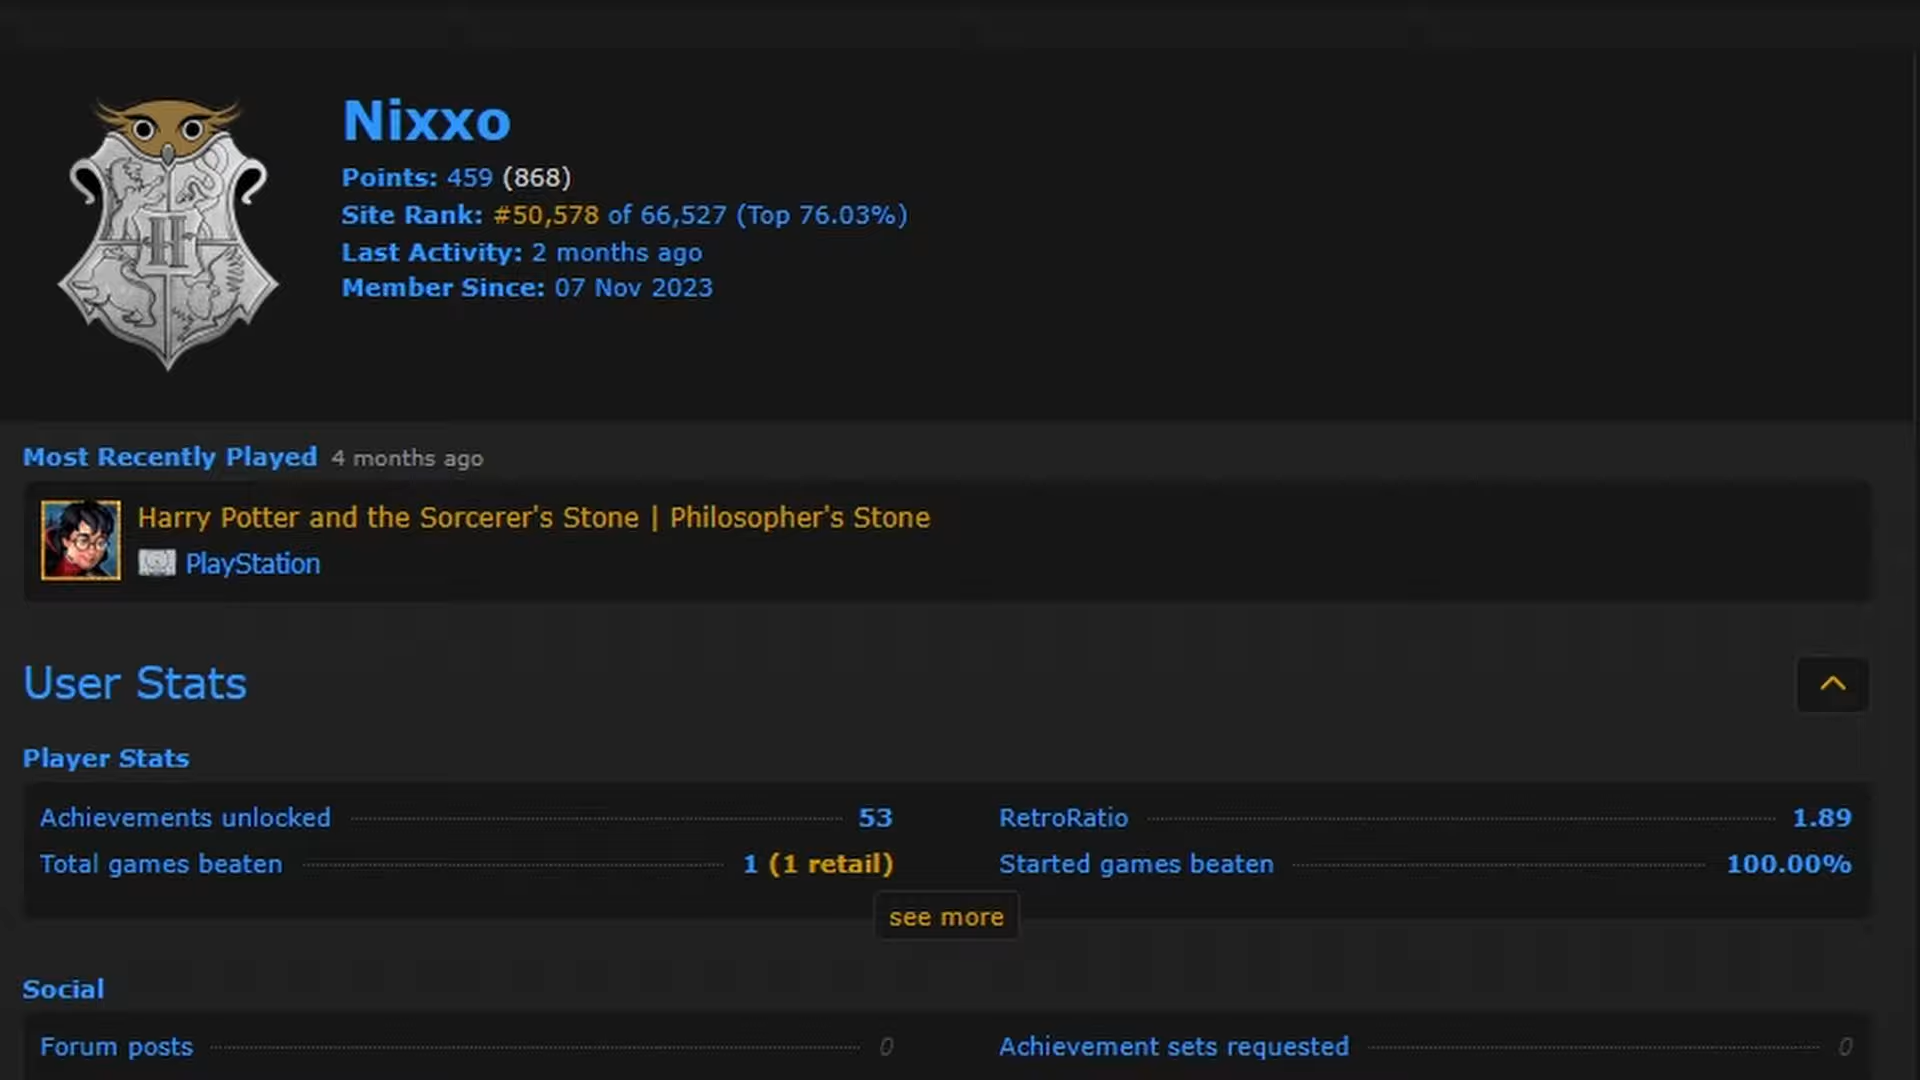 Nixxo
Points: 459 (868)
Site Rank: #50,578 of 66,527 (Top 76.03%)
Last Activity: 2 months ago
Member Since: 07 Nov 2023
H
Most Recently Played 4 months ago
Harry Potter and the Sorcerer's Stone | Philosopher's Stone
PlayStation
User Stats
Player Stats
Achievements unlocked 53 RetroRatio 1.89
Total games beaten 1 (1 retail) Started games beaten 100.00%
see more
Social
Forum posts 0 Achievement sets requested 0